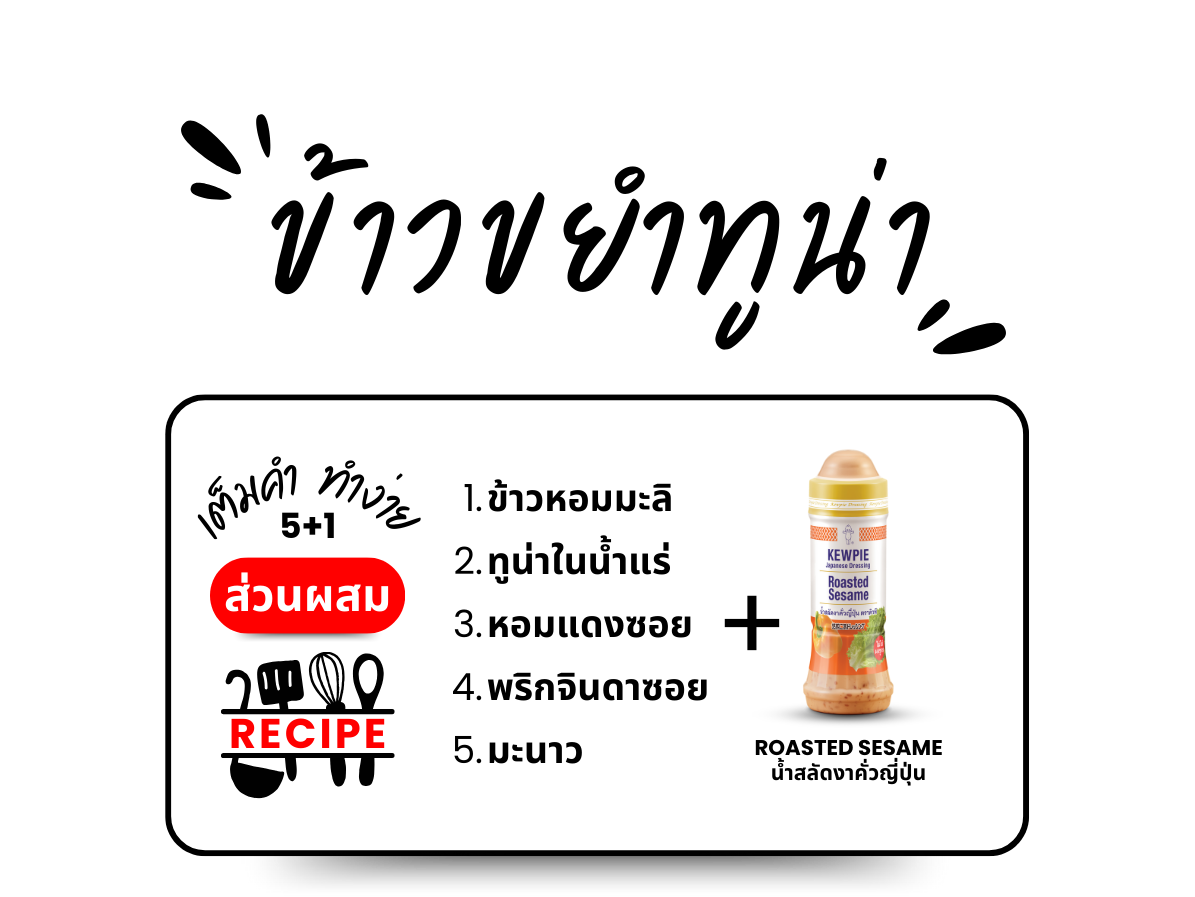 ข้าวขยำทูน่า
เต็มคำ ทำง่าย
5+1
ส่วนผสม
RECIPE
1. ข้าวหอมมะลิ
2. ทูน่าในน้ำแร่
3. หอมแดงซอย
4. พริกจินดาซอย
5. มะนาว
+
KEWPIE
Japanese Dressing
Roasted
Sesame
ROASTED SESAME
น้ำสลัดงาคั่วญี่ปุ่น